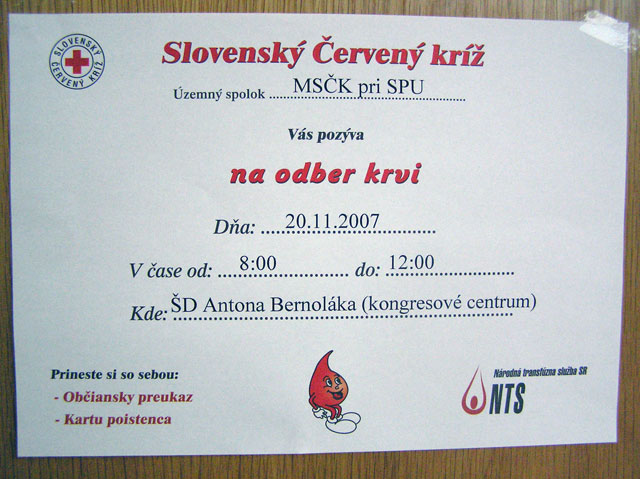 SLOVENSKÝ ČERVENÝ KRÍŽ
Slovenský Červený kríž
Územný spolok ........ MSČK pri SPU ........
Vás pozýva
na odber krvi
Dňa: ........ 20.11.2007 ........
V čase od: ... 8:00 ........ do: 12:00 ........
Kde: ŠD Antona Bernoláka (kongresové centrum)
Prineste si so sebou:
- Občiansky preukaz
- Kartu poistenca
Národná transfúzna služba SR
NTS